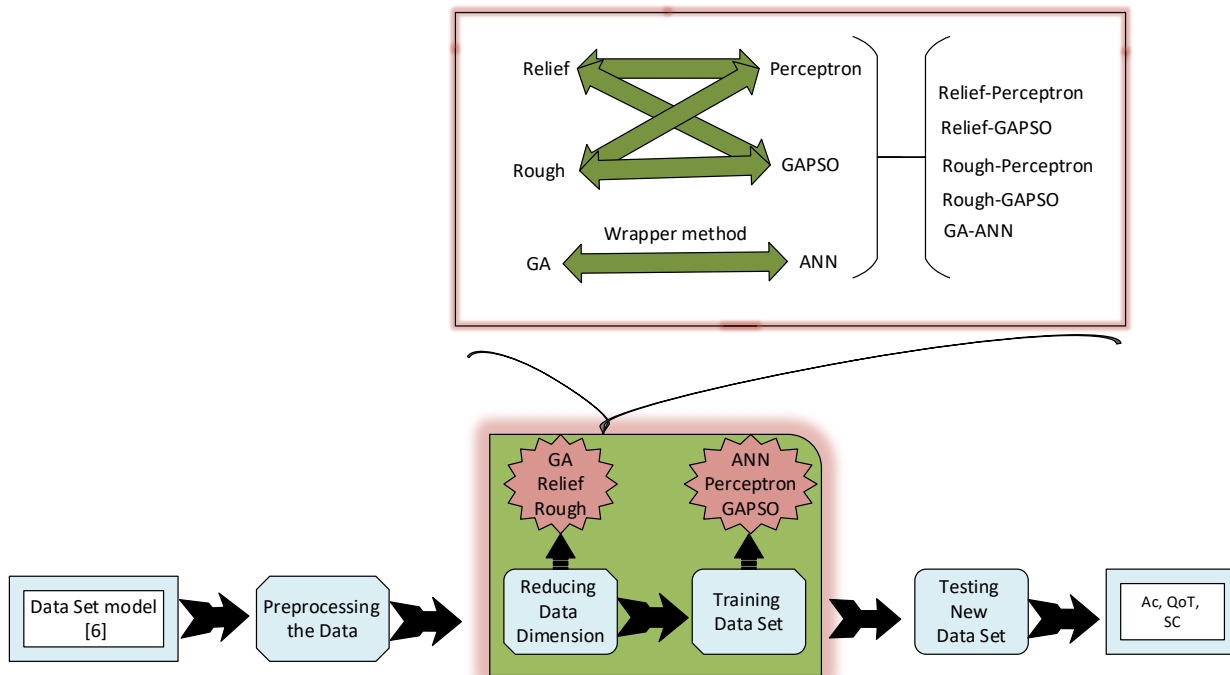 Relief
Perceptron
Rough
GAPSO
Wrapper method
GA
ANN
Relief-Perceptron
Relief-GAPSO
Rough-Perceptron
Rough-GAPSO
GA-ANN
GA
Relief
Rough
ANN
Perceptron
GAPSO
Data Set model
[6]
Preprocessing
the Data
Reducing
Data
Dimension
Training
Data Set
Testing
New
Data Set
Ac, QoT,
SC